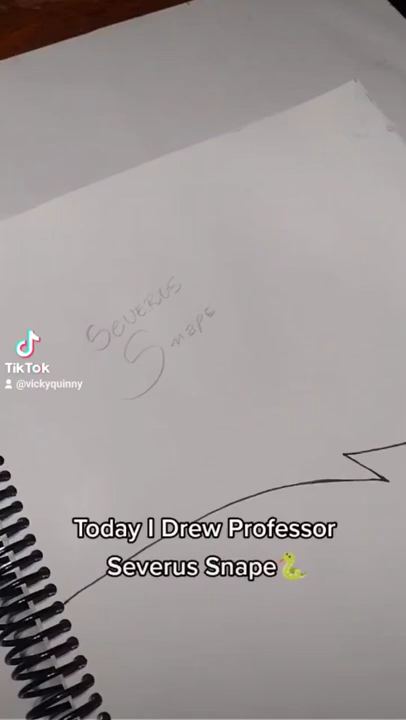 Severus
Snape
TikTok
@vickyquinny
Today I Drew Professor
Severus Snape🐍